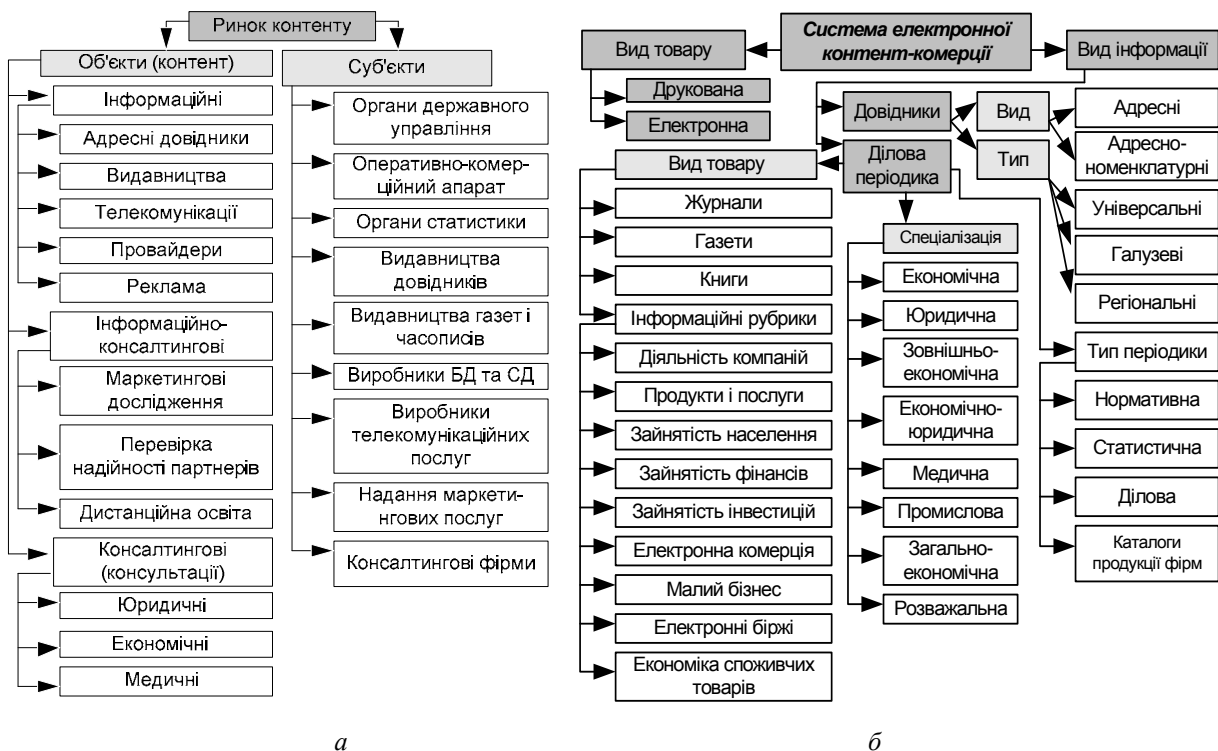 Ринок контенту
Об'єкти (контент)
Інформаційні
Адресні довідники
Видавництва
Телекомунікації
Провайдери
Реклама
Інформаційно-
консалтингові
Маркетингові
дослідження
Перевірка
надійності партнерів
Дистанційна освіта
Консалтингові
(консультації)
Юридичні
Економічні
Медичні
Суб'єкти
Органи державного
управління
Оперативно-комер-
ційний апарат
Органи статистики
Видавництва
довідників
Видавництва газет і
часописів
Виробники БД та СД
Виробники
телекомунікаційних
послуг
Надання маркети-
нгових послуг
Консалтингові фірми
а
Система електронної
контент-комерції
Вид товару
Друкована
Електронна
Вид інформації
Довідники
Вид
Тип
Адресні
Адресно-
номенклатурні
Універсальні
Галузеві
Регіональні
Ділова
періодика
Вид товару
Журнали
Газети
Книги
Інформаційні рубрики
Діяльність компаній
Продукти і послуги
Зайнятість населення
Зайнятість фінансів
Зайнятість інвестицій
Електронна комерція
Малий бізнес
Електронні біржі
Економіка споживчих
товарів
Спеціалізація
Економічна
Юридична
Зовнішньо-
економічна
Економічно-
юридична
Медична
Промислова
Загально-
економічна
Розважальна
Тип періодики
Нормативна
Статистична
Ділова
Каталоги
продукції фірм
б